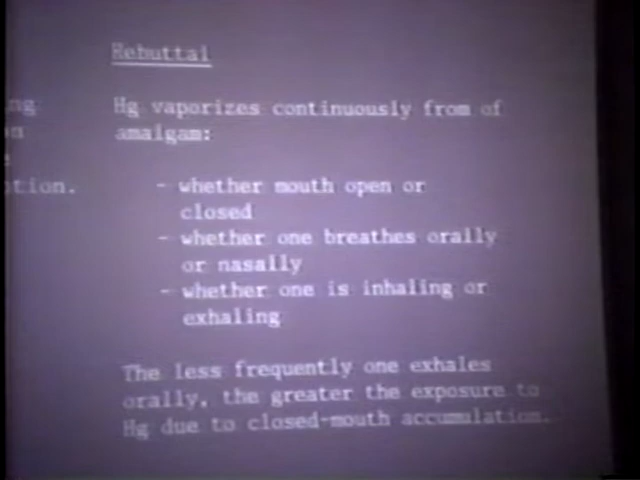 Rebuttal
ng
Hg vaporizes continuously from of
amalgam:
tion.
- whether mouth open or
closed
- whether one breathes orally
or nasally
- whether one is inhaling or
exhaling
The less frequently one exhales
orally, the greater the exposure to
Hg due to closed-mouth accumulation.